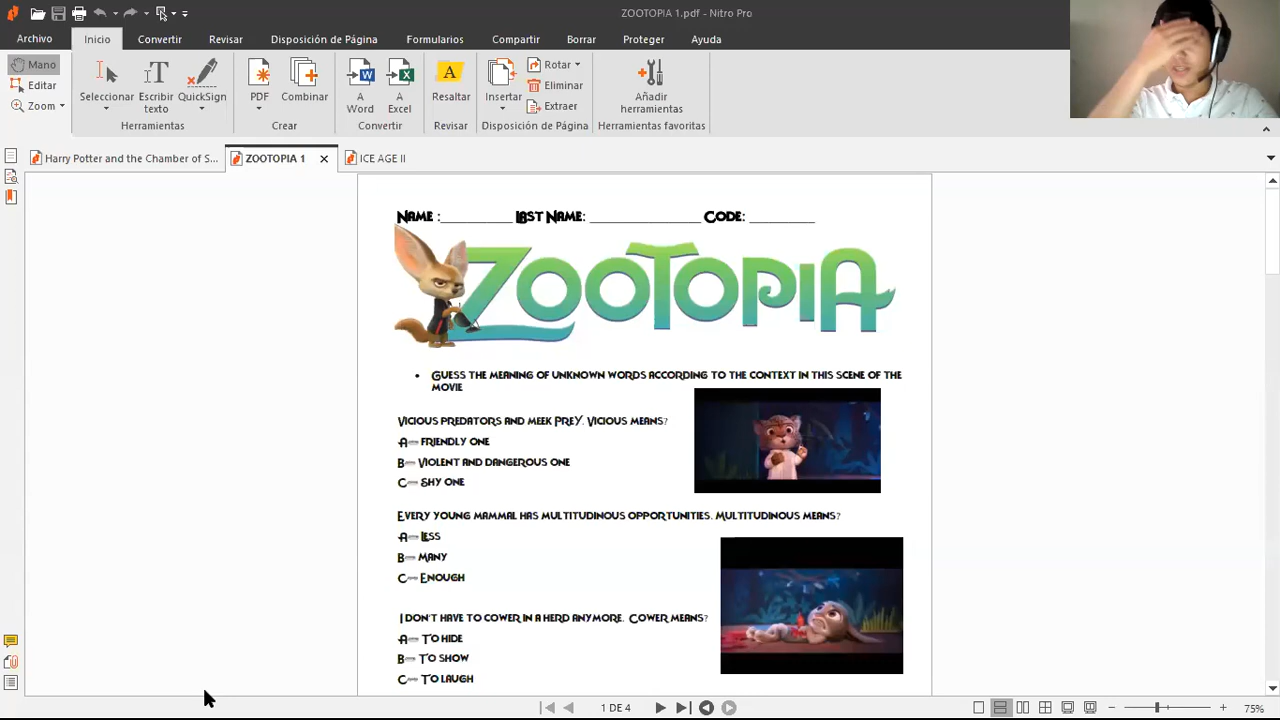 ZOOTOPIA 1.pdf - Nitro Pro
Archivo Inicio Convertir Revisar Disposición de Página Formularios Compartir Borrar Proteger Ayuda
Mano
Editar
Zoom
Seleccionar
Escribir texto
QuickSign
Herramientas
PDF
Combinar
Crear
A Word
A Excel
Convertir
Resaltar
Revisar
Insertar
Rotar
Eliminar
Extraer
Disposición de Página
Añadir herramientas
Herramientas favoritas
Harry Potter and the Chamber of S...
ZOOTOPIA 1
ICE AGE II
Name :__________ Last Name: _______________ Code: _________
ZOOTOPIA
• Guess the meaning of unknown words according to the context in this scene of the
movie
Vicious predators and meek Prey. Vicious means?
A- friendly one
B- Violent and dangerous one
C- Shy one
Every young mammal has multitudinous opportunities. Multitudinous means?
A- Less
B- Many
C- Enough
I don't have to cower in a herd anymore. Cower means?
A- To hide
B- To show
C- To laugh
1 DE 4
75%